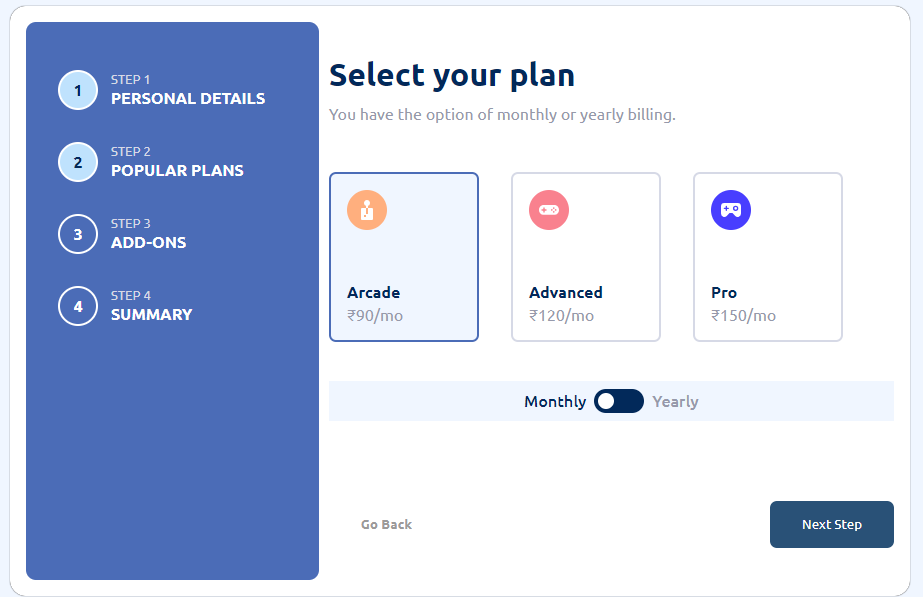 1
STEP 1
PERSONAL DETAILS
2
STEP 2
POPULAR PLANS
3
STEP 3
ADD-ONS
4
STEP 4
SUMMARY
Select your plan
You have the option of monthly or yearly billing.
Arcade
₹90/mo
Advanced
₹120/mo
Pro
₹150/mo
Monthly Yearly
Go Back
Next Step